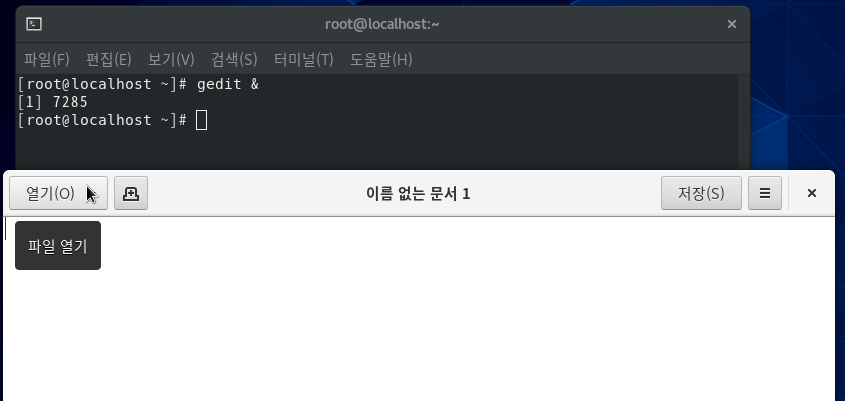 root@localhost:~
파일(F) 편집(E) 보기(V) 검색(S) 터미널(T) 도움말(H)
[root@localhost ~]# gedit &
[1] 7285
[root@localhost ~]#
열기(O) 이름 없는 문서 1 저장(S)
파일 열기